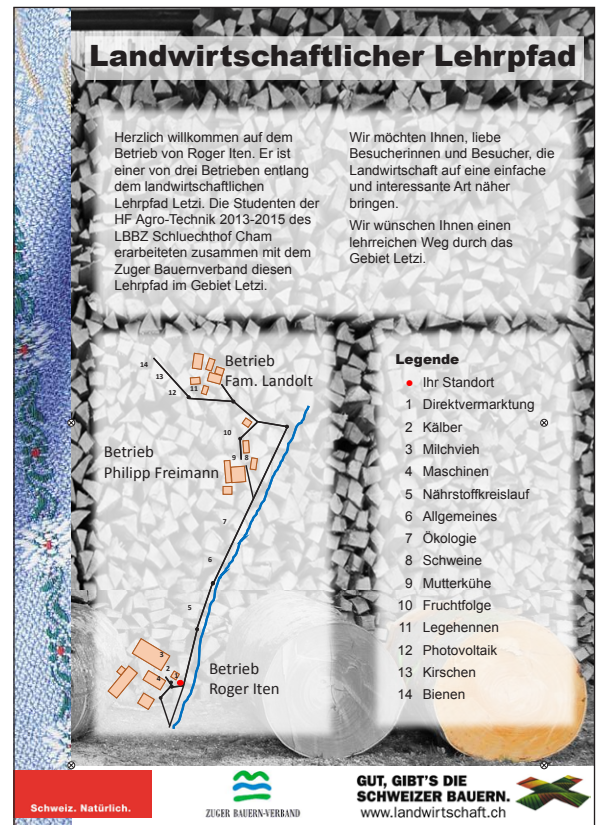 Landwirtschaftlicher Lehrpfad
Herzlich willkommen auf dem
Betrieb von Roger Iten. Er ist
einer von drei Betrieben entlang
dem landwirtschaftlichen
Lehrpfad Letzi. Die Studenten der
HF Agro-Technik 2013-2015 des
LBBZ Schluechthof Cham
erarbeiteten zusammen mit dem
Zuger Bauernverband diesen
Lehrpfad im Gebiet Letzi.
Wir möchten Ihnen, liebe
Besucherinnen und Besucher, die
Landwirtschaft auf eine einfache
und interessante Art näher
bringen.
Wir wünschen Ihnen einen
lehrreichen Weg durch das
Gebiet Letzi.
14
13
12
11
Betrieb
Fam. Landolt
10
9
8
Betrieb
Philipp Freimann
7
6
5
3
2
4
1
Betrieb
Roger Iten
Legende
Ihr Standort
1 Direktvermarktung
2 Kälber
3 Milchvieh
4 Maschinen
5 Nährstoffkreislauf
6 Allgemeines
7 Ökologie
8 Schweine
9 Mutterkühe
10 Fruchtfolge
11 Legehennen
12 Photovoltaik
13 Kirschen
14 Bienen
Schweiz. Natürlich.
ZUGER BAUERN-VERBAND
GUT, GIBT'S DIE
SCHWEIZER BAUERN.
www.landwirtschaft.ch